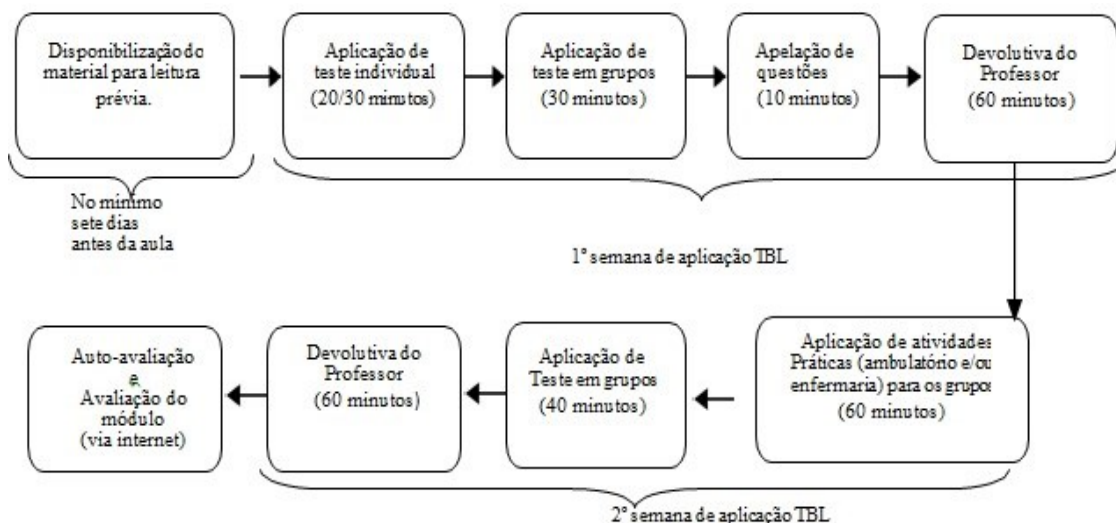 Disponibilização do
material para leitura
prévia.
Aplicação de
teste individual
(20/30 minutos)
Aplicação de
teste em grupos
(30 minutos)
Apelação de
questões
(10 minutos)
Devolutiva do
Professor
(60 minutos)
No mínimo
sete dias
antes da aula
1° semana de aplicação TBL
Auto-avaliação
e
Avaliação do
módulo
(via internet)
Devolutiva do
Professor
(60 minutos)
Aplicação de
Teste em grupos
(40 minutos)
Aplicação de atividades
Práticas (ambulatório e/ou
enfermaria) para os grupos
(60 minutos)
2° semana de aplicação TBL